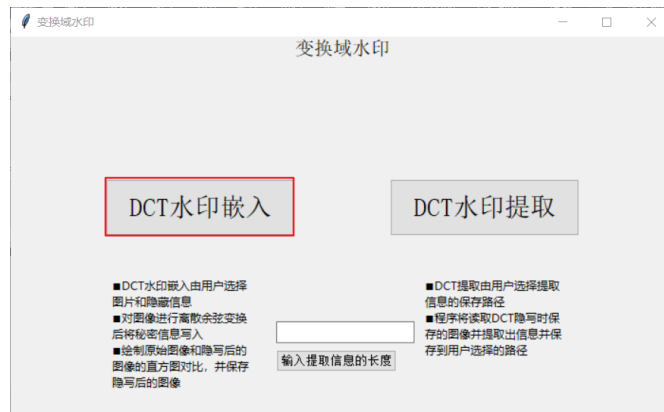 变换域水印
变换域水印
DCT水印嵌入
DCT水印提取
■DCT水印嵌入由用户选择
图片和隐藏信息
■对图像进行离散余弦变换
后将秘密信息写入
■绘制原始图像和隐写后的
图像的直方图对比，并保存
隐写后的图像
输入提取信息的长度
■DCT提取由用户选择提取
信息的保存路径
■程序将读取DCT隐写时保
存的图像并提取出信息并保
存到用户选择的路径